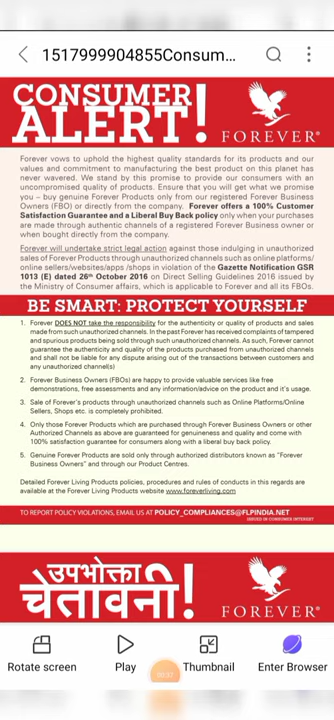 1517999904855Consum...
CONSUMER
ALERT!
FOREVER®
Forever vows to uphold the highest quality standards for its products and our
values and commitment to manufacturing the best product on this planet has
never wavered. We stand by this promise to provide our consumers with an
uncompromised quality of products. Ensure that you will get what we promise
you – buy genuine Forever Products only from our registered Forever Business
Owners (FBO) or directly from the company. Forever offers a 100% Customer
Satisfaction Guarantee and a Liberal Buy Back policy only when your purchases
are made through authentic channels of a registered Forever Business owner or
when bought directly from the company.
Forever will undertake strict legal action against those indulging in unauthorized
sales of Forever Products through unauthorized channels such as online platforms/
online sellers/websites/apps /shops in violation of the Gazette Notification GSR
1013 (E) dated 26th October 2016 on Direct Selling Guidelines 2016 issued by
the Ministry of Consumer affairs, which is applicable to Forever and all its FBOs.
BE SMART: PROTECT YOURSELF
1. Forever DOES NOT take the responsibility for the authenticity or quality of products and sales
made from such unauthorized channels. In the past Forever has received complaints of tampered
and spurious products being sold through such unauthorized channels. As such, Forever cannot
guarantee the authenticity and quality of the products purchased from unauthorized channels
and shall not be liable for any dispute arising out of the transactions between customers and
any unauthorized channel(s)
2. Forever Business Owners (FBOs) are happy to provide valuable services like free
demonstrations, free assessments and any information/advice on the product and it's usage.
3. Sale of Forever's products through unauthorized channels such as Online Platforms/Online
Sellers, Shops etc. is completely prohibited.
4. Only those Forever Products which are purchased through Forever Business Owners or other
Authorized Channels as above are guaranteed for genuineness and quality and come with
100% satisfaction guarantee for consumers along with a liberal buy back policy.
5. Genuine Forever Products are sold only through authorized distributors known as "Forever
Business Owners" and through our Product Centres.
Detailed Forever Living Products policies, procedures and rules of conducts in this regards are
available at the Forever Living Products website www.foreverliving.com
TO REPORT POLICY VIOLATIONS, EMAIL US AT POLICY_COMPLIANCES@FLPINDIA.NET
ISSUED IN CONSUMER INTEREST
उपभोक्ता
चेतावनी!
FOREVER®
Rotate screen Play Thumbnail Enter Browser